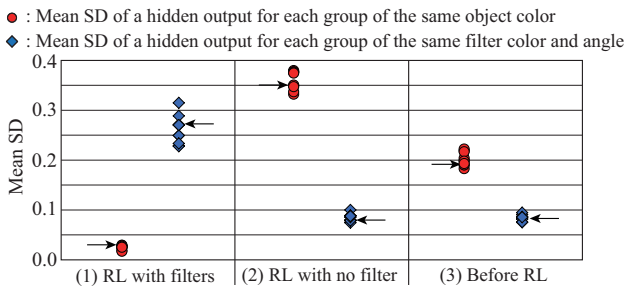 : Mean SD of a hidden output for each group of the same object color
: Mean SD of a hidden output for each group of the same filter color and angle
Mean SD
0.4
0.3
0.2
0.1
0.0
(1) RL with filters
(2) RL with no filter
(3) Before RL